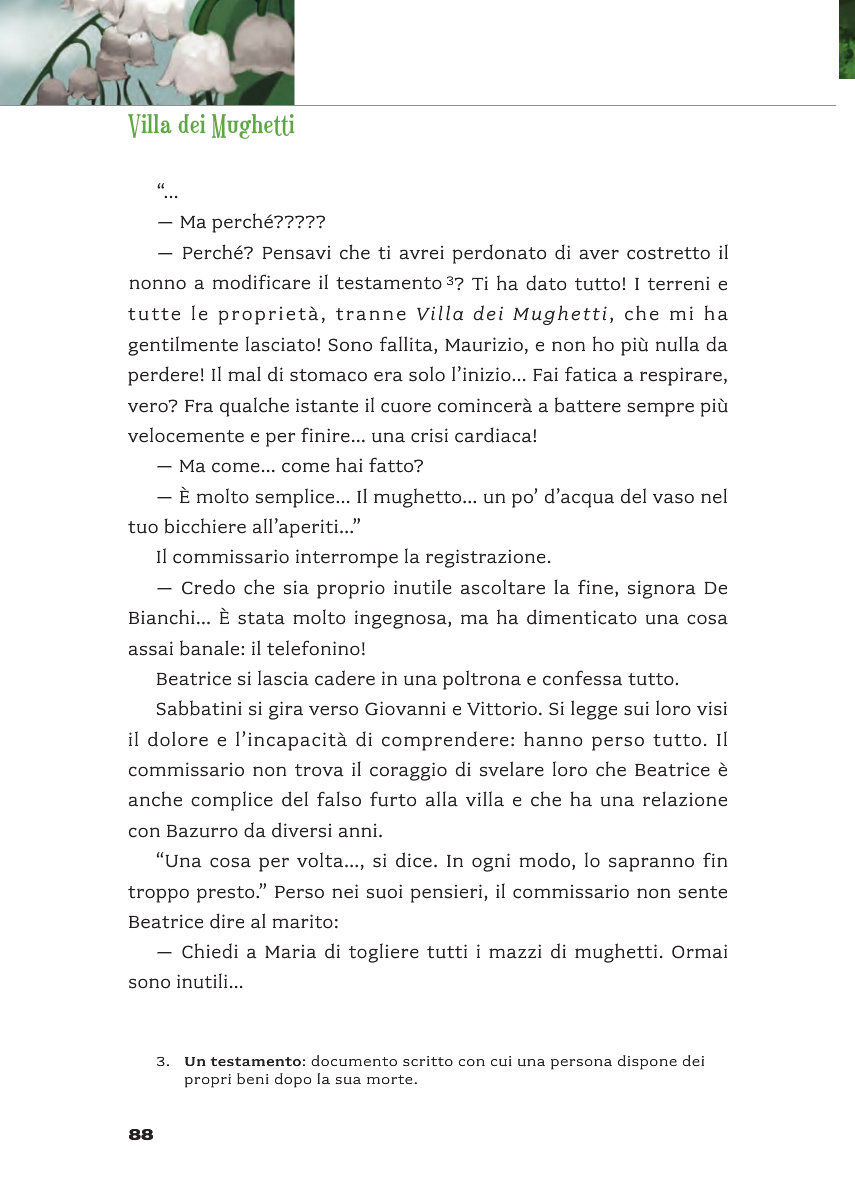 Villa dei Mughetti
“...
— Ma perché?????
— Perché? Pensavi che ti avrei perdonato di aver costretto il
nonno a modificare il testamento ³? Ti ha dato tutto! I terreni e
tutte le proprietà, tranne Villa dei Mughetti, che mi ha
gentilmente lasciato! Sono fallita, Maurizio, e non ho più nulla da
perdere! Il mal di stomaco era solo l’inizio... Fai fatica a respirare,
vero? Fra qualche istante il cuore comincerà a battere sempre più
velocemente e per finire... una crisi cardiaca!
— Ma come... come hai fatto?
— È molto semplice... Il mughetto... un po’ d’acqua del vaso nel
tuo bicchiere all’aperiti...”
Il commissario interrompe la registrazione.
— Credo che sia proprio inutile ascoltare la fine, signora De
Bianchi... È stata molto ingegnosa, ma ha dimenticato una cosa
assai banale: il telefonino!
Beatrice si lascia cadere in una poltrona e confessa tutto.
Sabbatini si gira verso Giovanni e Vittorio. Si legge sui loro visi
il dolore e l’incapacità di comprendere: hanno perso tutto. Il
commissario non trova il coraggio di svelare loro che Beatrice è
anche complice del falso furto alla villa e che ha una relazione
con Bazurro da diversi anni.
“Una cosa per volta..., si dice. In ogni modo, lo sapranno fin
troppo presto.” Perso nei suoi pensieri, il commissario non sente
Beatrice dire al marito:
— Chiedi a Maria di togliere tutti i mazzi di mughetti. Ormai
sono inutili...
3. Un testamento: documento scritto con cui una persona dispone dei
propri beni dopo la sua morte.
88